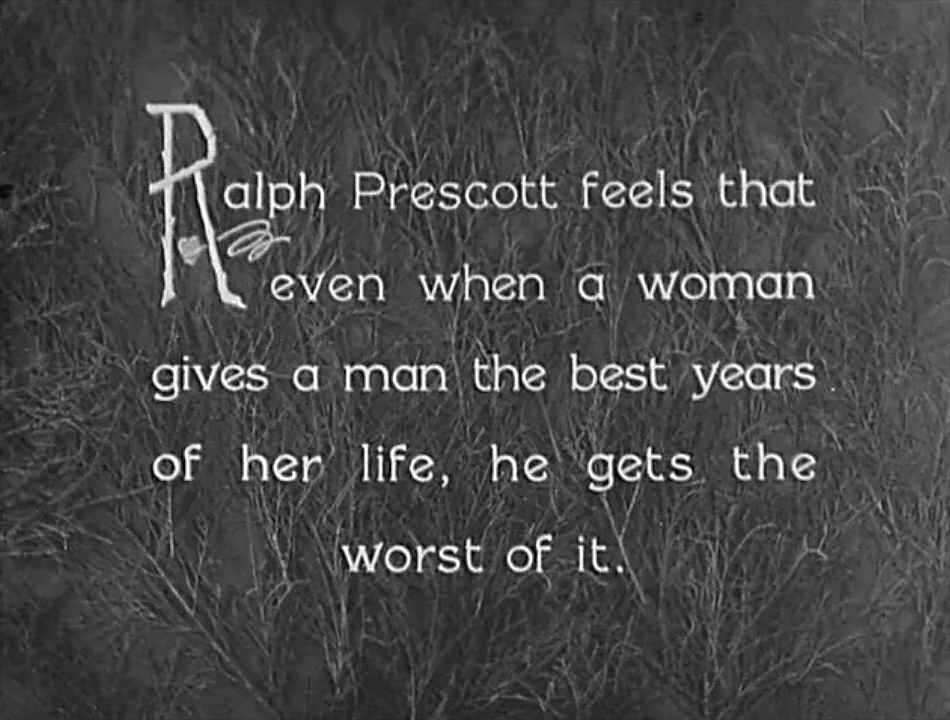 Ralph Prescott feels that
even when a woman
gives a man the best years
of her life, he gets the
worst of it.